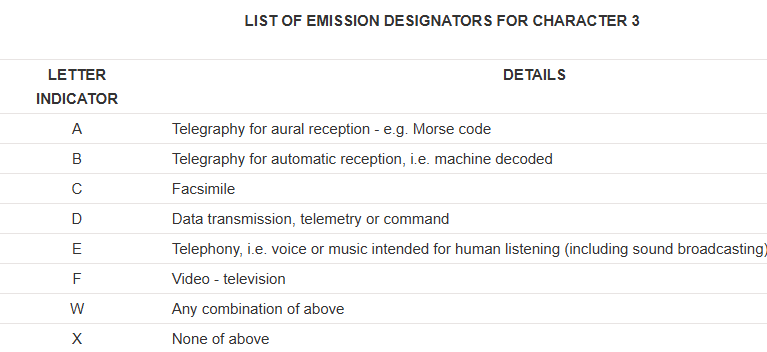 LIST OF EMISSION DESIGNATORS FOR CHARACTER 3
LETTER INDICATOR DETAILS
A Telegraphy for aural reception - e.g. Morse code
B Telegraphy for automatic reception, i.e. machine decoded
C Facsimile
D Data transmission, telemetry or command
E Telephony, i.e. voice or music intended for human listening (including sound broadcasting)
F Video - television
W Any combination of above
X None of above